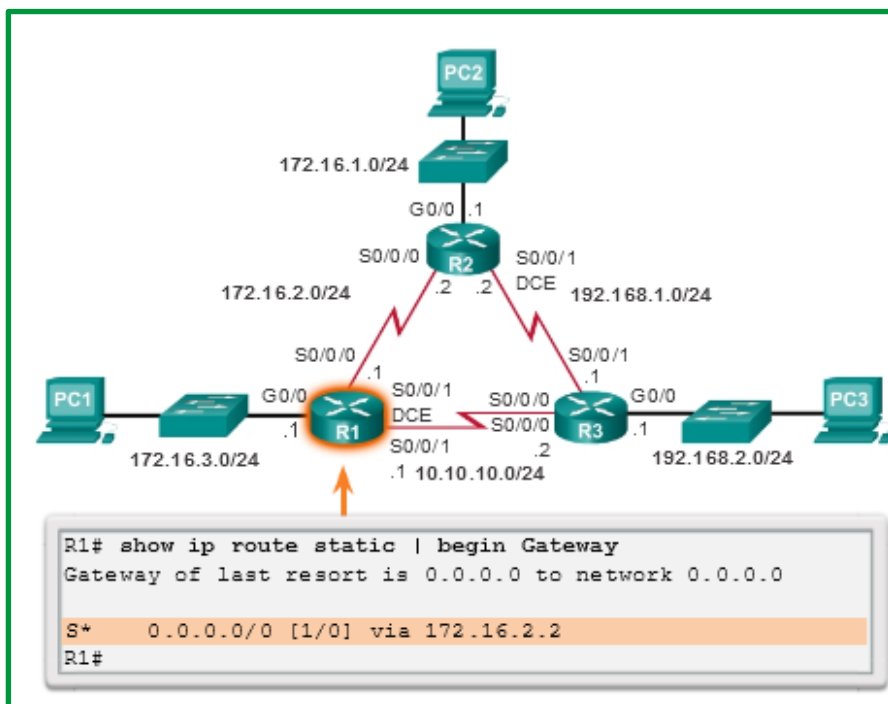 PC2
172.16.1.0/24
G0/0 .1
S0/0/0
R2
S0/0/1
DCE
.2 .2
172.16.2.0/24
192.168.1.0/24
S0/0/0
.1
S0/0/1
.1
PC1
G0/0
.1
R1
S0/0/1
DCE
S0/0/1
.1
S0/0/0
S0/0/0
.2
R3
G0/0
.1
PC3
172.16.3.0/24
10.10.10.0/24
192.168.2.0/24
R1# show ip route static | begin Gateway
Gateway of last resort is 0.0.0.0 to network 0.0.0.0
S* 0.0.0.0/0 [1/0] via 172.16.2.2
R1#